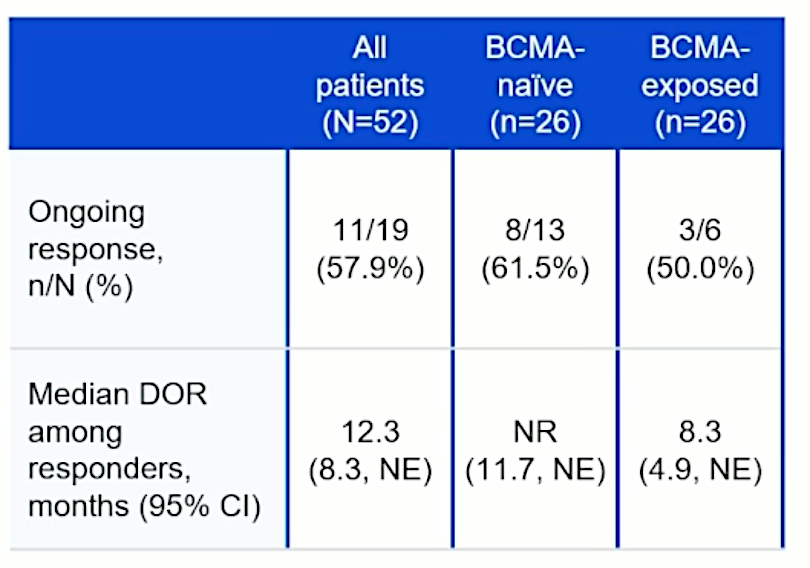 All patients (N=52)
BCMA-naïve (n=26)
BCMA-exposed (n=26)
Ongoing response, n/N (%)
11/19 (57.9%)
8/13 (61.5%)
3/6 (50.0%)
Median DOR among responders, months (95% CI)
12.3 (8.3, NE)
NR (11.7, NE)
8.3 (4.9, NE)